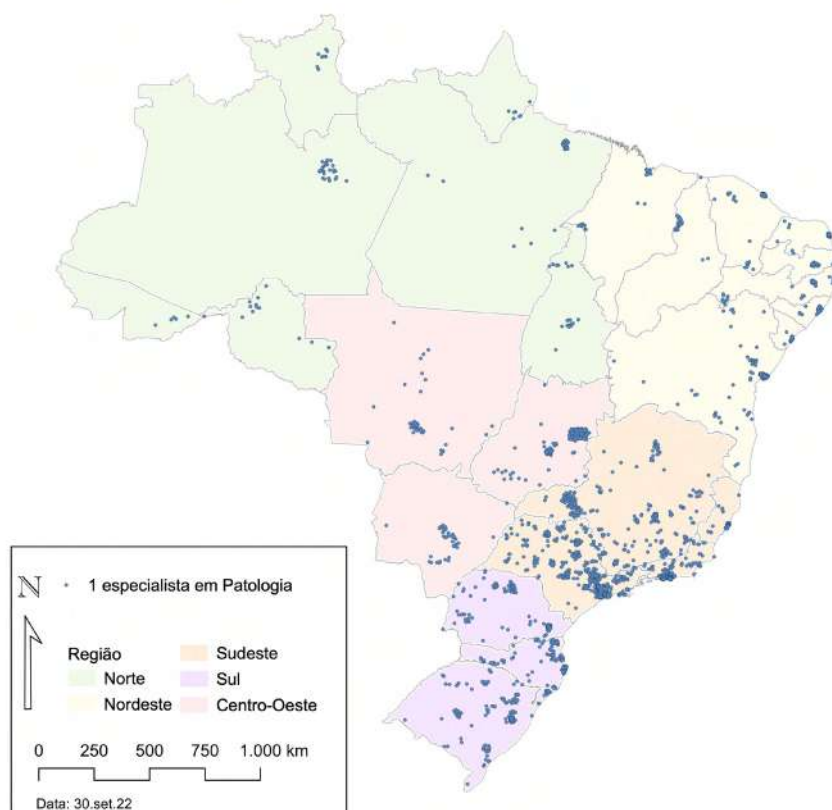 N
1 especialista em Patologia
Região
Norte
Nordeste
Sudeste
Sul
Centro-Oeste
0 250 500 750 1.000 km
Data: 30.set.22